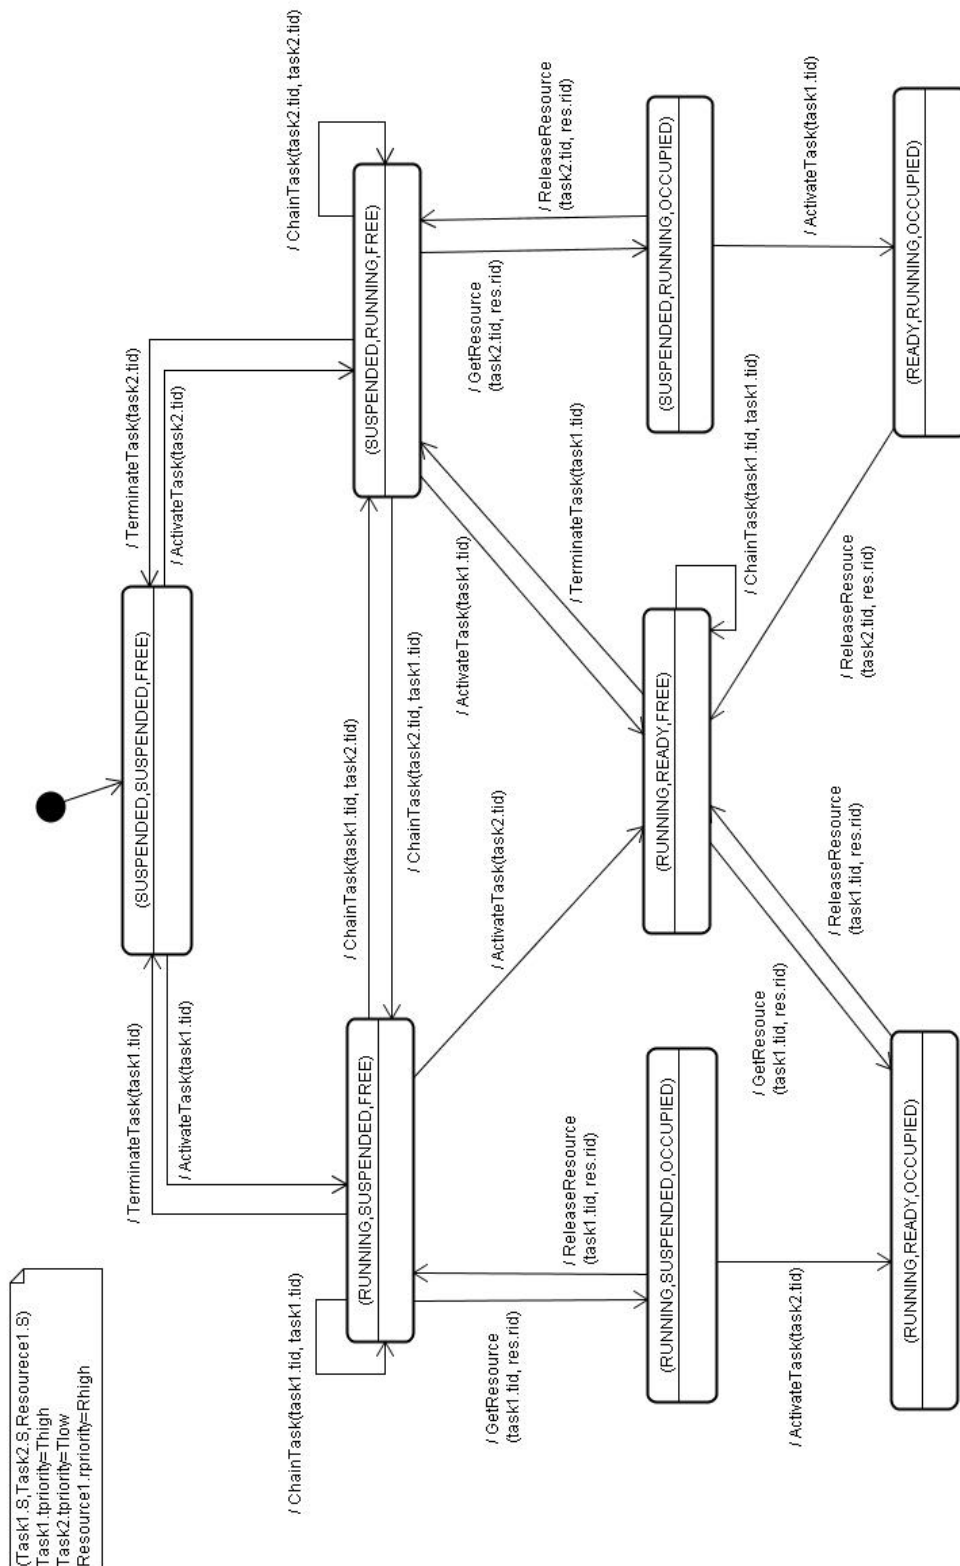 (Task1.S,Task2.S,Resourece1.S)
Task1.tpriority=Thigh
Task2.tpriority=Tlow
Resource1.rpriority=Rhigh
(SUSPENDED,SUSPENDED,FREE)
/ TerminateTask(task1.tid)
/ ActivateTask(task1.tid)
/ TerminateTask(task2.tid)
/ ActivateTask(task2.tid)
/ ChainTask(task1.tid, task1.tid)
(RUNNING,SUSPENDED,FREE)
/ ChainTask(task1.tid, task2.tid)
/ ChainTask(task2.tid, task1.tid)
(SUSPENDED,RUNNING,FREE)
/ ChainTask(task2.tid, task2.tid)
/ GetResource
(task1.tid, res.rid)
/ ReleaseResource
(task1.tid, res.rid)
/ ActivateTask(task2.tid)
/ ActivateTask(task1.tid)
/ TerminateTask(task1.tid)
/ GetResource
(task2.tid, res.rid)
/ ReleaseResource
(task2.tid, res.rid)
(RUNNING,SUSPENDED,OCCUPIED)
(RUNNING,READY,FREE)
/ ChainTask(task1.tid, task1.tid)
(SUSPENDED,RUNNING,OCCUPIED)
/ ActivateTask(task2.tid)
/ GetResouce
(task1.tid, res.rid)
/ ReleaseResource
(task1.tid, res.rid)
/ ReleaseResource
(task2.tid, res.rid)
/ ActivateTask(task1.tid)
(RUNNING,READY,OCCUPIED)
(READY,RUNNING,OCCUPIED)